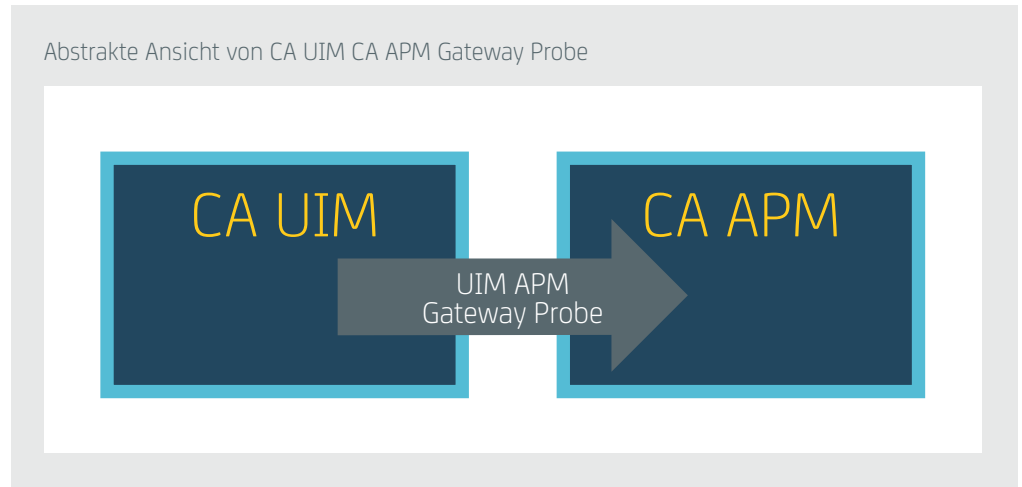 Abstrakte Ansicht von CA UIM CA APM Gateway Probe
CA UIM
CA APM
UIM APM
Gateway Probe